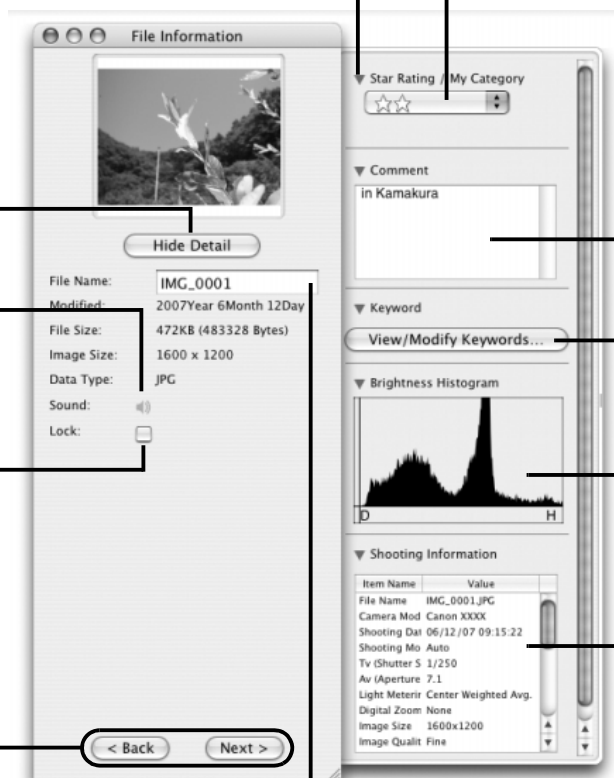 File Information
Hide Detail
File Name: IMG_0001
Modified: 2007Year 6Month 12Day
File Size: 472KB (483328 Bytes)
Image Size: 1600 x 1200
Data Type: JPG
Sound:
Lock:
< Back Next >
Star Rating / My Category
☆☆
Comment
in Kamakura
Keyword
View/Modify Keywords...
Brightness Histogram
D H
Shooting Information
Item Name Value
File Name IMG_0001.JPG
Camera Mod Canon XXXX
Shooting Dat 06/12/07 09:15:22
Shooting Mo Auto
Tv (Shutter S 1/250
Av (Aperture 7.1
Light Meterir Center Weighted Avg.
Digital Zoom None
Image Size 1600x1200
Image Qualit Fine